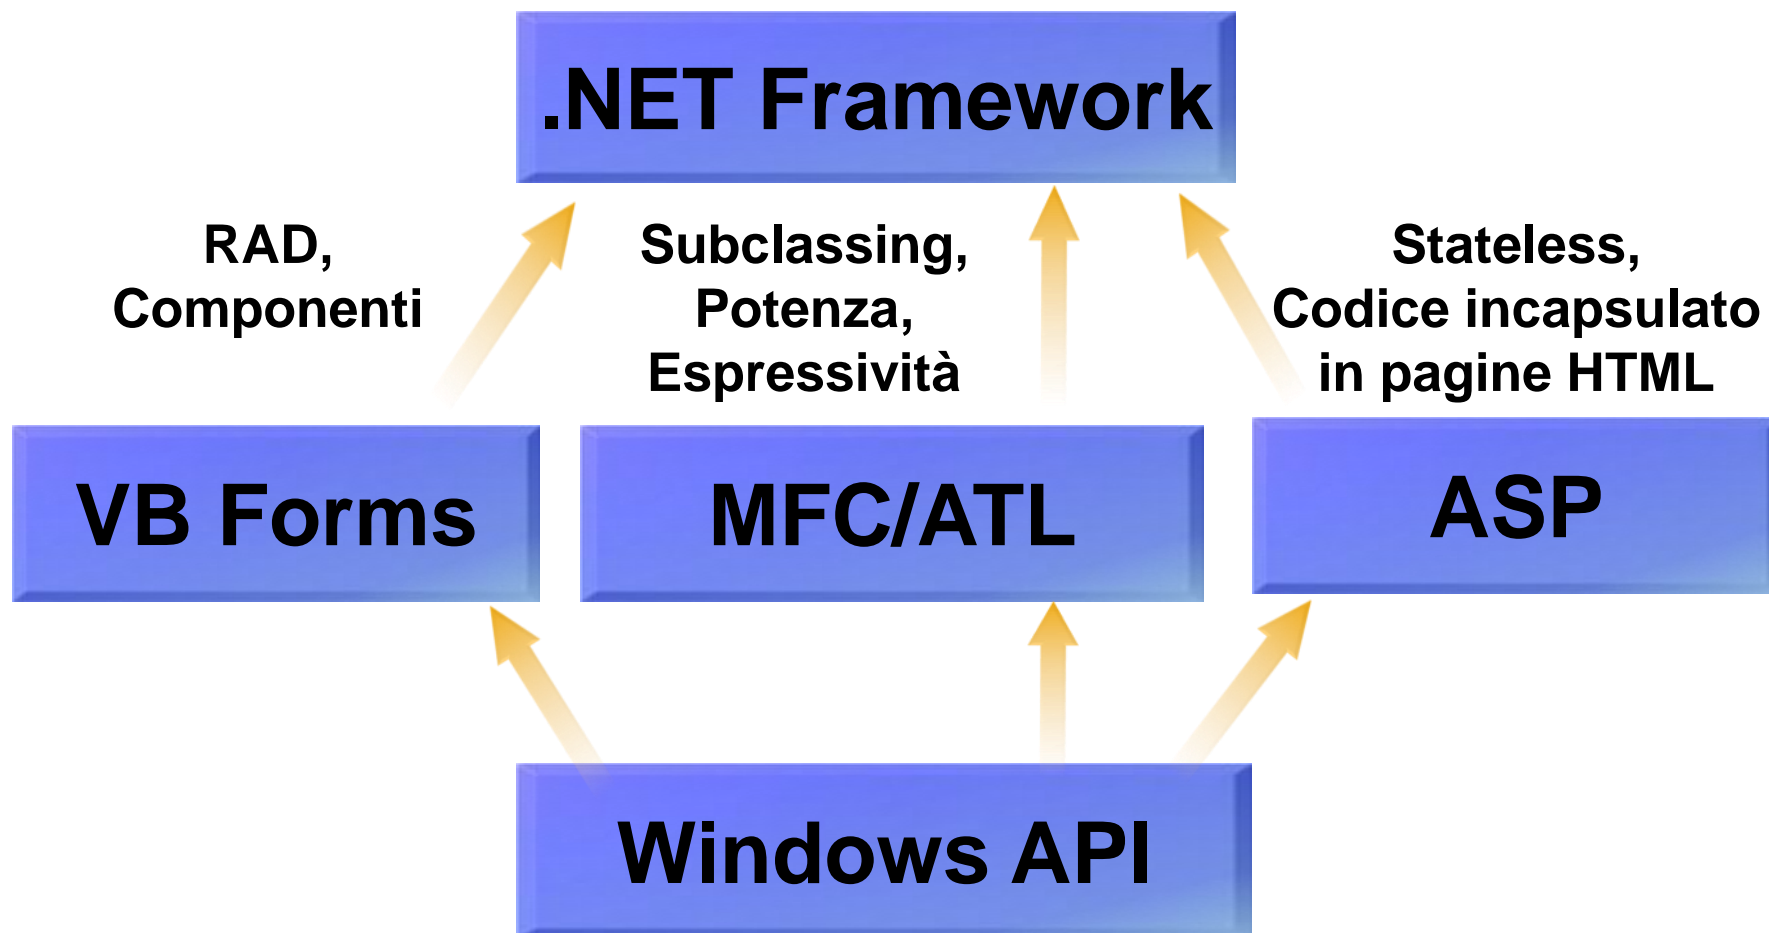 .NET Framework
RAD,
Componenti
Subclassing,
Potenza,
Espressività
Stateless,
Codice incapsulato
in pagine HTML
VB Forms
MFC/ATL
ASP
Windows API